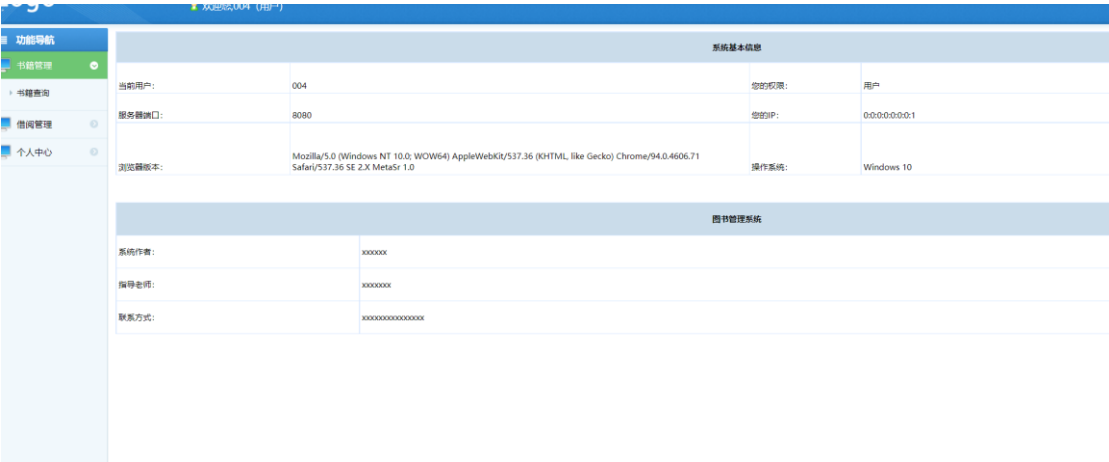 Logo
欢迎您,004 (用户)
功能导航
书籍管理
书籍查询
借阅管理
个人中心
系统基本信息
当前用户: 004 您的权限: 用户
服务器端口: 8080 您的IP: 0:0:0:0:0:0:0:1
浏览器版本: Mozilla/5.0 (Windows NT 10.0; WOW64) AppleWebKit/537.36 (KHTML, like Gecko) Chrome/94.0.4606.71
Safari/537.36 SE 2.X MetaSr 1.0 操作系统: Windows 10
图书管理系统
系统作者: xxxxxx
指导老师: xxxxxxx
联系方式: xxxxxxxxxxxxxxx